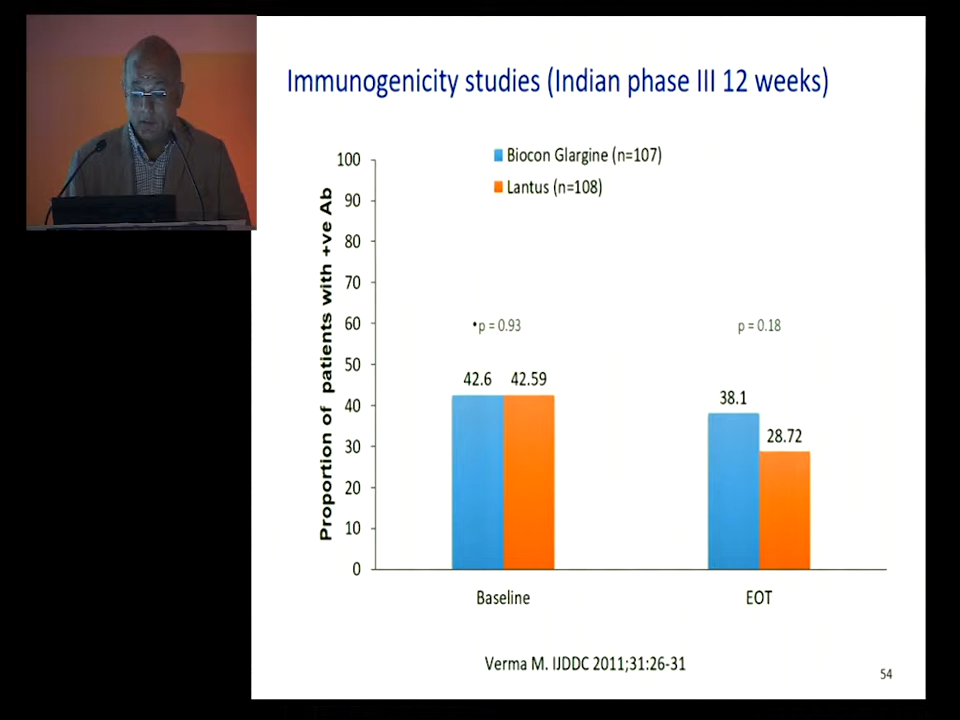 Immunogenicity studies (Indian phase III 12 weeks)
Biocon Glargine (n=107)
Lantus (n=108)
Proportion of patients with +ve Ab
100
90
80
70
60
50
40
30
20
10
0
•p = 0.93
p = 0.18
42.6
42.59
38.1
28.72
Baseline
EOT
Verma M. IJDDC 2011;31:26-31
54